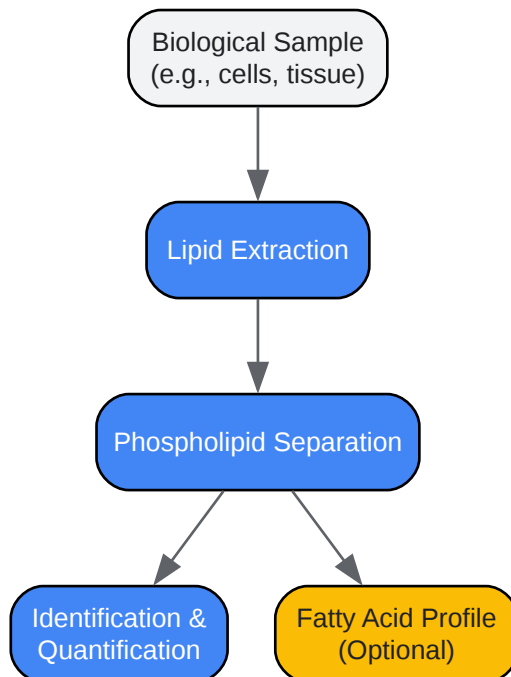 Biological Sample
(e.g., cells, tissue)
Lipid Extraction
Phospholipid Separation
Identification &
Quantification
Fatty Acid Profile
(Optional)